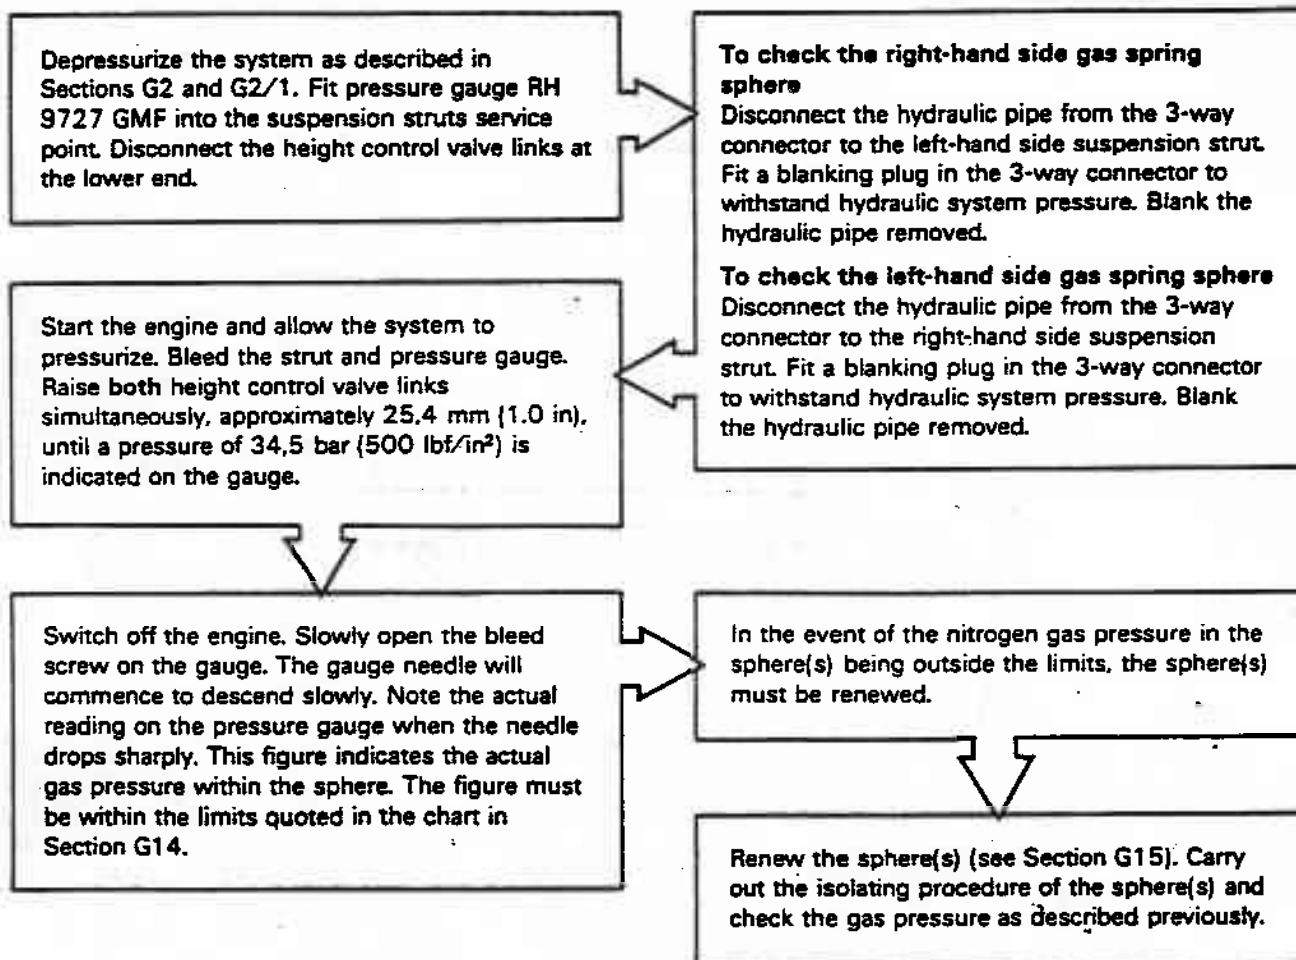 Depressurize the system as described in
Sections G2 and G2/1. Fit pressure gauge RH
9727 GMF into the suspension struts service
point. Disconnect the height control valve links at
the lower end.
To check the right-hand side gas spring
sphere
Disconnect the hydraulic pipe from the 3-way
connector to the left-hand side suspension strut.
Fit a blanking plug in the 3-way connector to
withstand hydraulic system pressure. Blank the
hydraulic pipe removed.
To check the left-hand side gas spring sphere
Disconnect the hydraulic pipe from the 3-way
connector to the right-hand side suspension
strut. Fit a blanking plug in the 3-way connector
to withstand hydraulic system pressure. Blank
the hydraulic pipe removed.
Start the engine and allow the system to
pressurize. Bleed the strut and pressure gauge.
Raise both height control valve links
simultaneously, approximately 25.4 mm (1.0 in),
until a pressure of 34,5 bar (500 lbf/in²) is
indicated on the gauge.
Switch off the engine. Slowly open the bleed
screw on the gauge. The gauge needle will
commence to descend slowly. Note the actual
reading on the pressure gauge when the needle
drops sharply. This figure indicates the actual
gas pressure within the sphere. The figure must
be within the limits quoted in the chart in
Section G14.
In the event of the nitrogen gas pressure in the
sphere(s) being outside the limits, the sphere(s)
must be renewed.
Renew the sphere(s) (see Section G15). Carry
out the isolating procedure of the sphere(s) and
check the gas pressure as described previously.